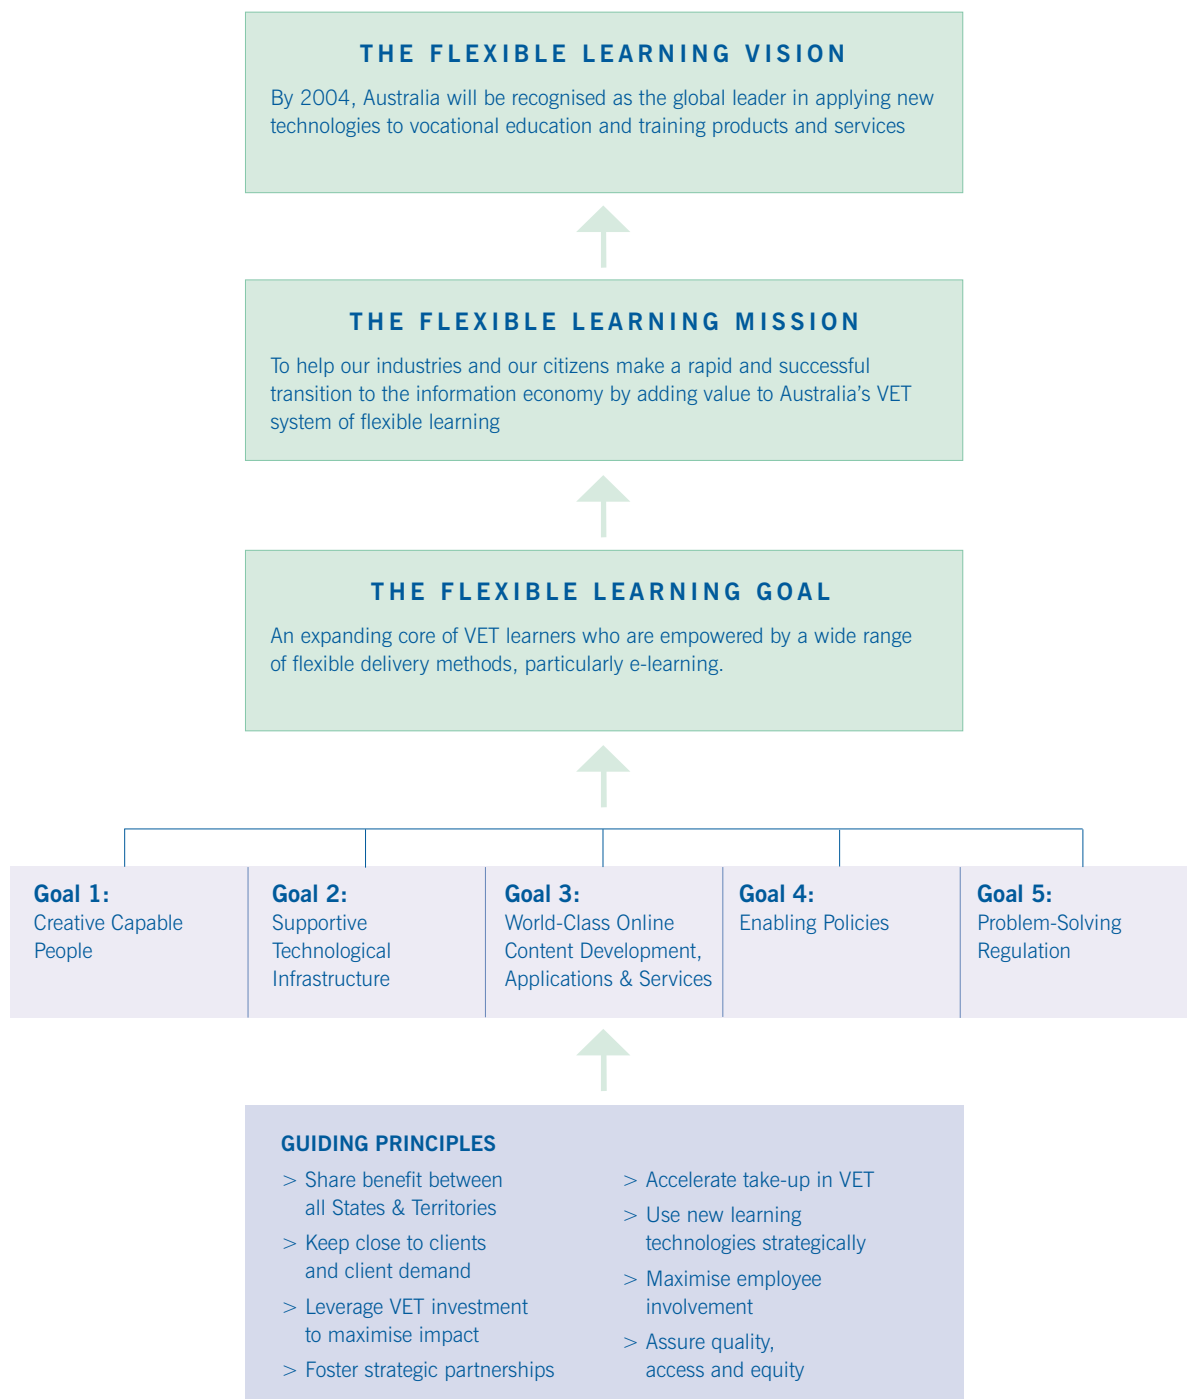 THE FLEXIBLE LEARNING VISION
By 2004, Australia will be recognised as the global leader in applying new
technologies to vocational education and training products and services
THE FLEXIBLE LEARNING MISSION
To help our industries and our citizens make a rapid and successful
transition to the information economy by adding value to Australia’s VET
system of flexible learning
THE FLEXIBLE LEARNING GOAL
An expanding core of VET learners who are empowered by a wide range
of flexible delivery methods, particularly e-learning.
Goal 1:
Creative Capable
People
Goal 2:
Supportive
Technological
Infrastructure
Goal 3:
World-Class Online
Content Development,
Applications & Services
Goal 4:
Enabling Policies
Goal 5:
Problem-Solving
Regulation
GUIDING PRINCIPLES
> Share benefit between
all States & Territories
> Keep close to clients
and client demand
> Leverage VET investment
to maximise impact
> Foster strategic partnerships
> Accelerate take-up in VET
> Use new learning
technologies strategically
> Maximise employee
involvement
> Assure quality,
access and equity